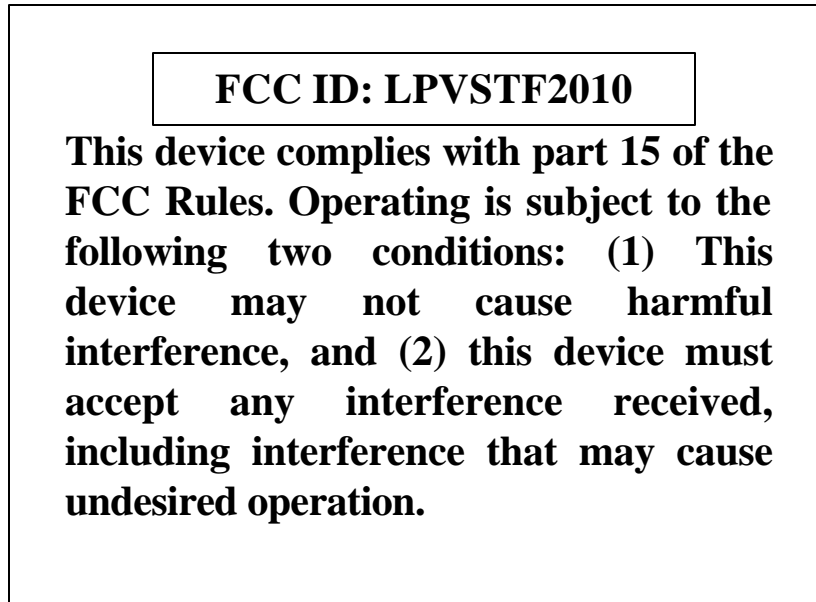 FCC ID: LPVSTF2010
This device complies with part 15 of the
FCC Rules. Operating is subject to the
following two conditions: (1) This
device may not cause harmful
interference, and (2) this device must
accept any interference received,
including interference that may cause
undesired operation.